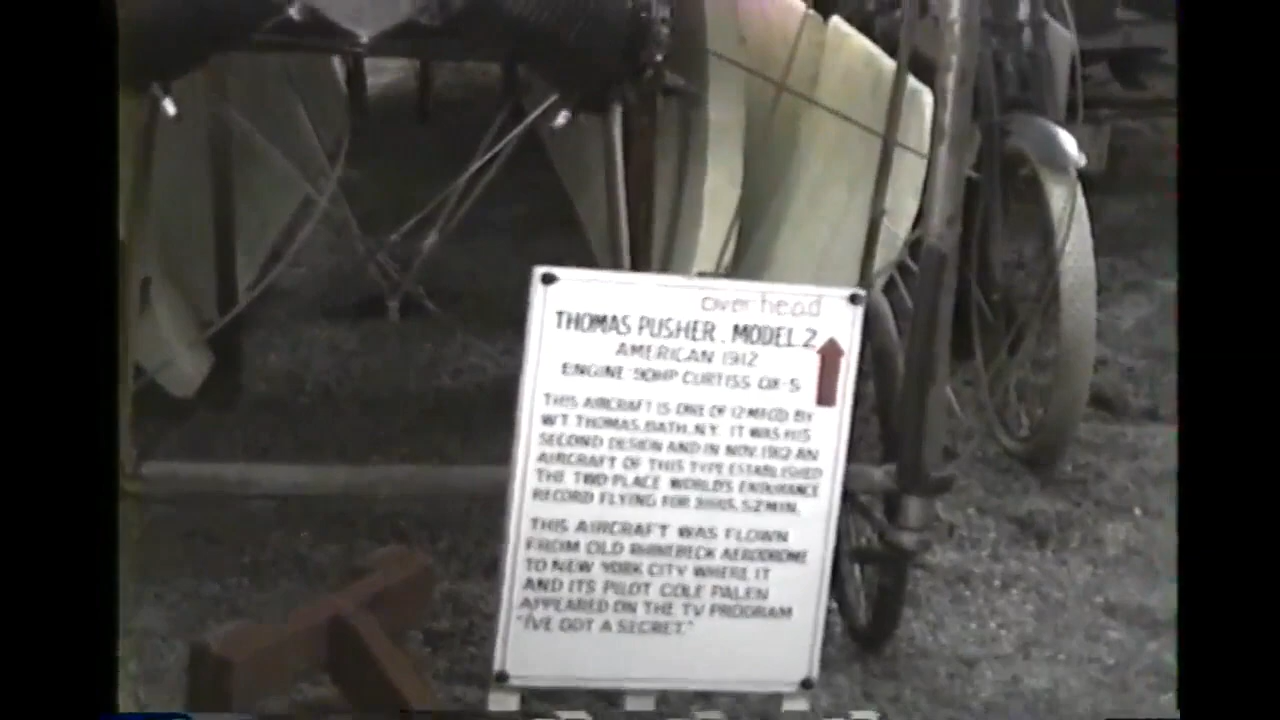 over head
THOMAS PUSHER. MODEL 2
AMERICAN 1912
ENGINE: 90HP CURTISS OX-5
THIS AIRCRAFT IS ONE OF 12 MFG'D BY
W.T. THOMAS, BATH, N.Y. IT WAS HIS
SECOND DESIGN AND IN NOV. 1912 AN
AIRCRAFT OF THIS TYPE ESTABLISHED
THE TWO PLACE WORLD'S ENDURANCE
RECORD FLYING FOR 3HRS. 52MIN.
THIS AIRCRAFT WAS FLOWN
FROM OLD RHINEBECK AERODROME
TO NEW YORK CITY WHERE IT
AND ITS PILOT COLE PALEN
APPEARED ON THE TV PROGRAM
"I'VE GOT A SECRET."